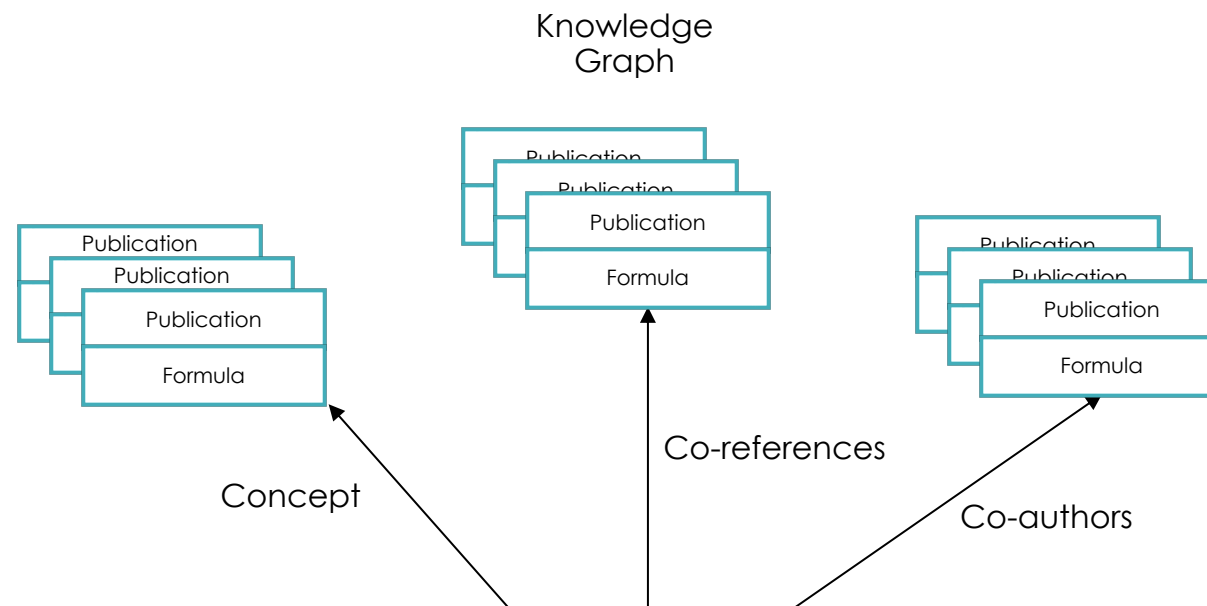 Knowledge
Graph
Publication
Publication
Publication
Formula
Publication
Publication
Publication
Formula
Publication
Publication
Publication
Formula
Concept
Co-references
Co-authors